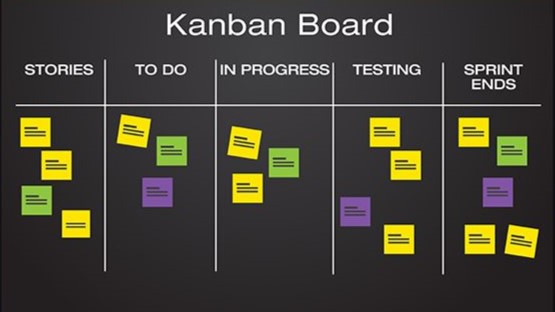 Kanban Board
STORIES
TO DO
IN PROGRESS
TESTING
SPRINT
ENDS